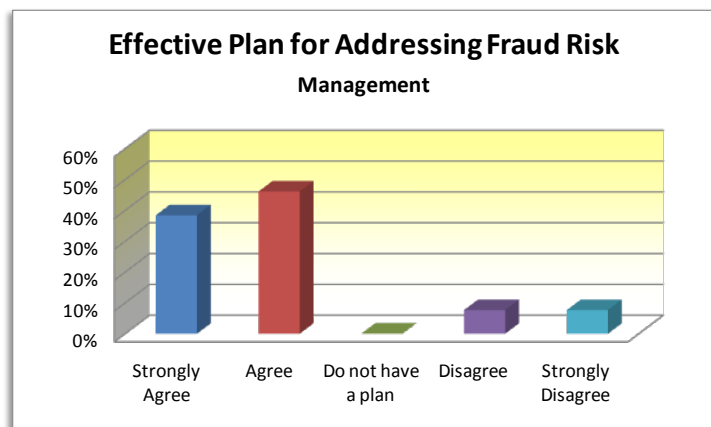 Effective Plan for Addressing Fraud Risk
Management
60%
50%
40%
30%
20%
10%
0%
Strongly
Agree
Agree
Do not have
a plan
Disagree
Strongly
Disagree